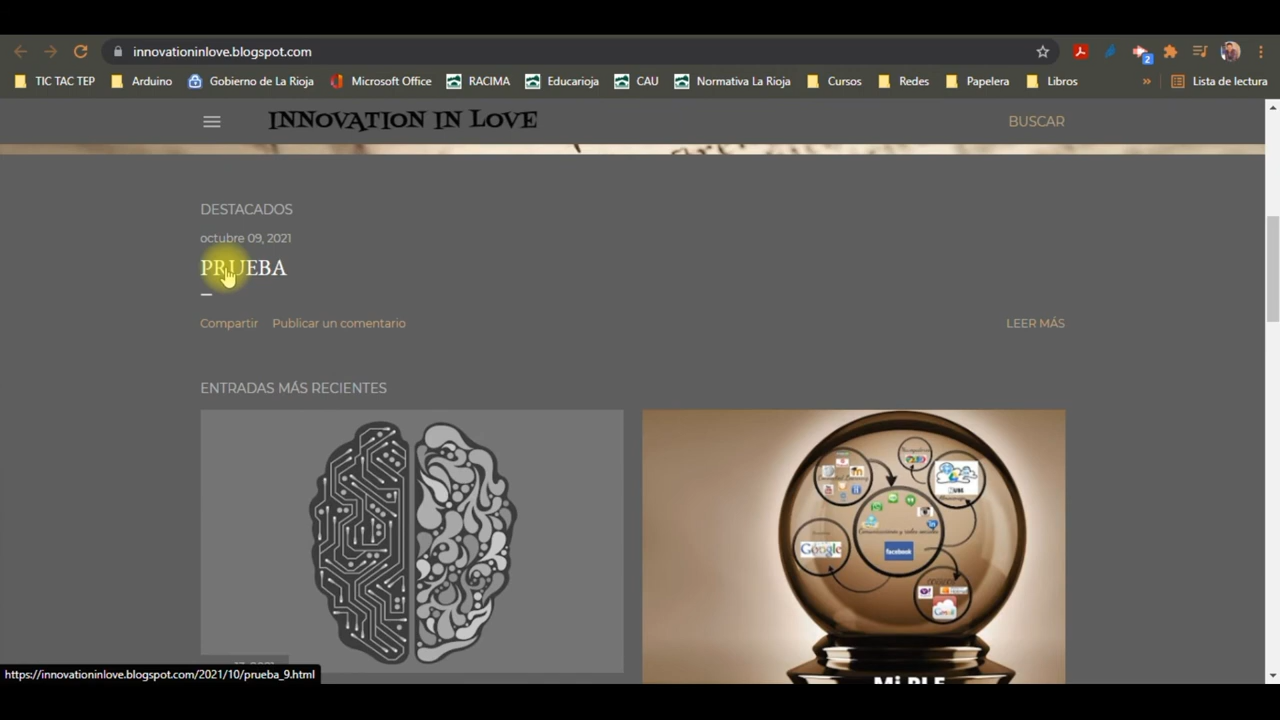 innovationinlove.blogspot.com
2
TIC TAC TEP Arduino Gobierno de La Rioja Microsoft Office RACIMA Educarioja CAU Normativa La Rioja Cursos Redes Papelera Libros » Lista de lectura
INNOVATION IN LOVE BUSCAR
DESTACADOS
octubre 09, 2021
PRUEBA
Compartir Publicar un comentario LEER MÁS
ENTRADAS MÁS RECIENTES
Google
facebook
Gmail
Mi PLE
https://innovationinlove.blogspot.com/2021/10/prueba_9.html